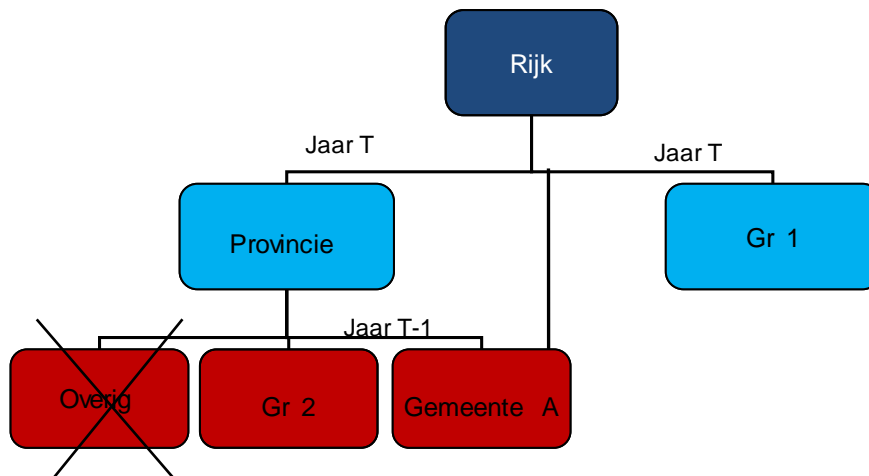 Rijk
Jaar T
Jaar T
Provincie
Gr 1
Jaar T-1
Overig
Gr 2
Gemeente A